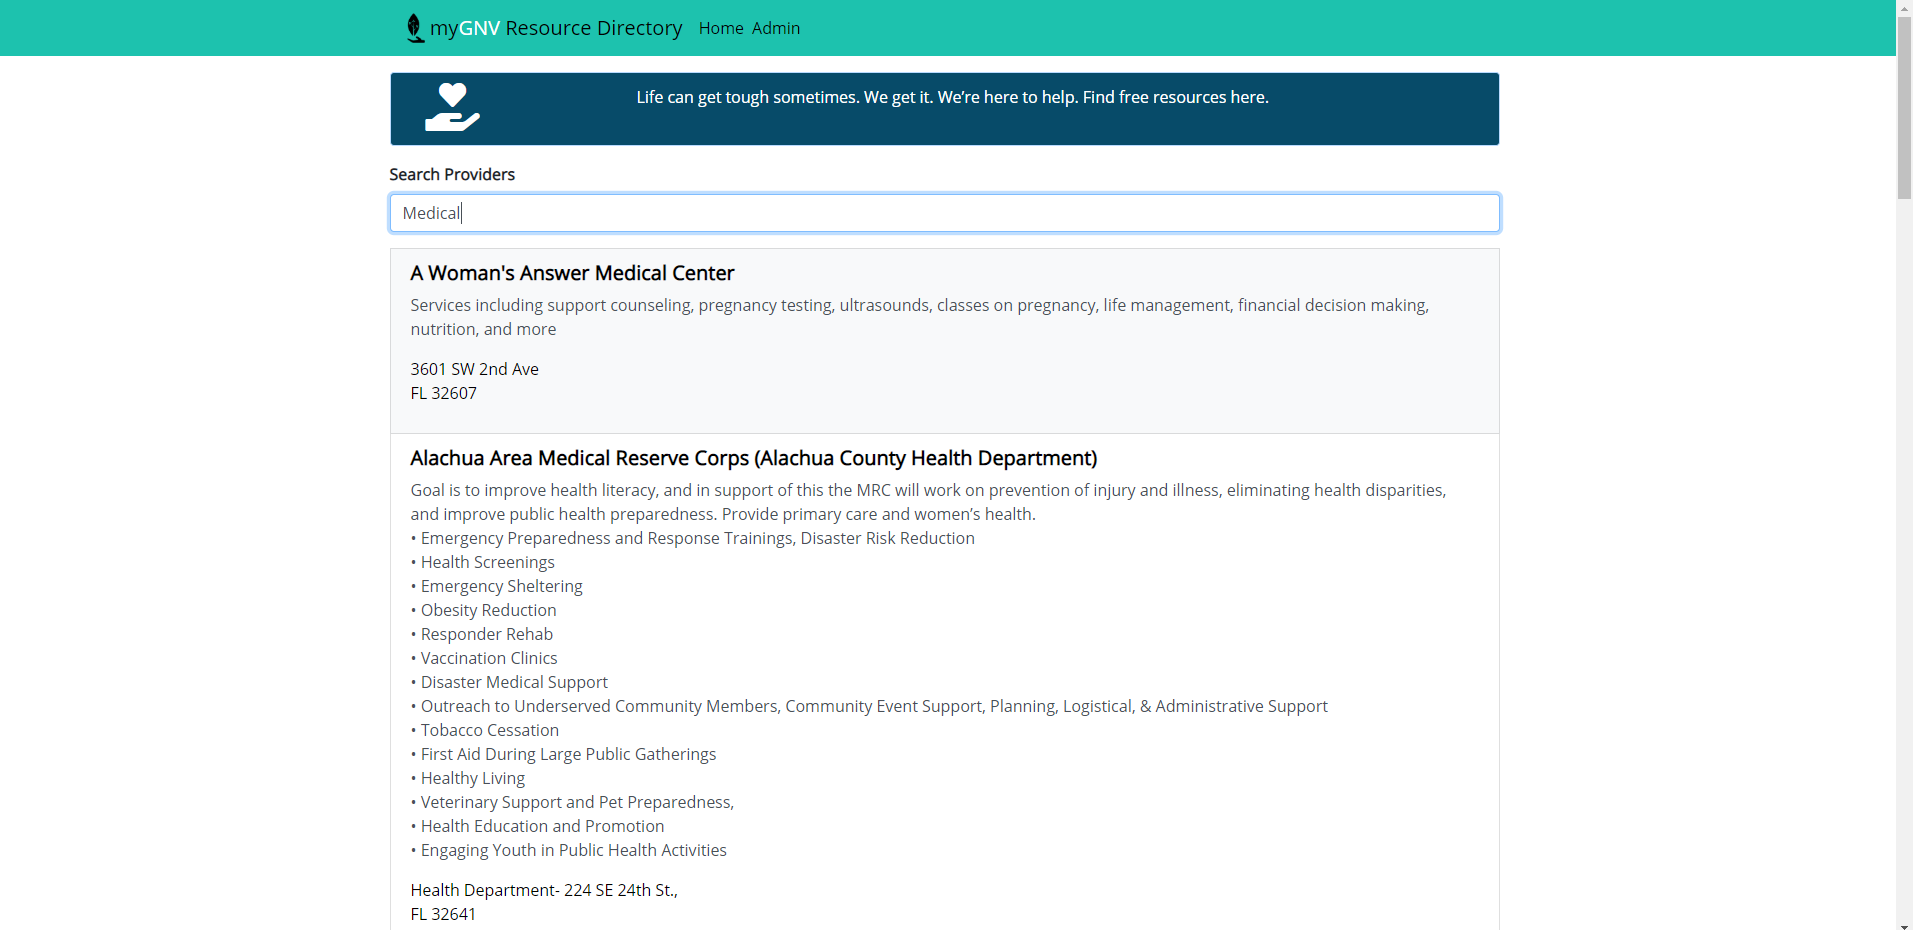 myGNV Resource Directory Home Admin
Life can get tough sometimes. We get it. We’re here to help. Find free resources here.
Search Providers
Medical
A Woman's Answer Medical Center
Services including support counseling, pregnancy testing, ultrasounds, classes on pregnancy, life management, financial decision making,
nutrition, and more
3601 SW 2nd Ave
FL 32607
Alachua Area Medical Reserve Corps (Alachua County Health Department)
Goal is to improve health literacy, and in support of this the MRC will work on prevention of injury and illness, eliminating health disparities,
and improve public health preparedness. Provide primary care and women’s health.
• Emergency Preparedness and Response Trainings, Disaster Risk Reduction
• Health Screenings
• Emergency Sheltering
• Obesity Reduction
• Responder Rehab
• Vaccination Clinics
• Disaster Medical Support
• Outreach to Underserved Community Members, Community Event Support, Planning, Logistical, & Administrative Support
• Tobacco Cessation
• First Aid During Large Public Gatherings
• Healthy Living
• Veterinary Support and Pet Preparedness,
• Health Education and Promotion
• Engaging Youth in Public Health Activities
Health Department- 224 SE 24th St.,
FL 32641